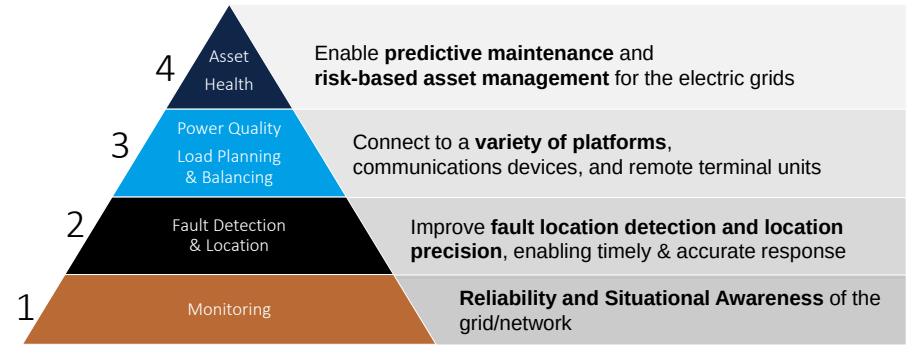 4
Asset
Health
Enable predictive maintenance and
risk-based asset management for the electric grids
3
Power Quality
Load Planning
& Balancing
Connect to a variety of platforms,
communications devices, and remote terminal units
2
Fault Detection
& Location
Improve fault location detection and location
precision, enabling timely & accurate response
1
Monitoring
Reliability and Situational Awareness of the
grid/network